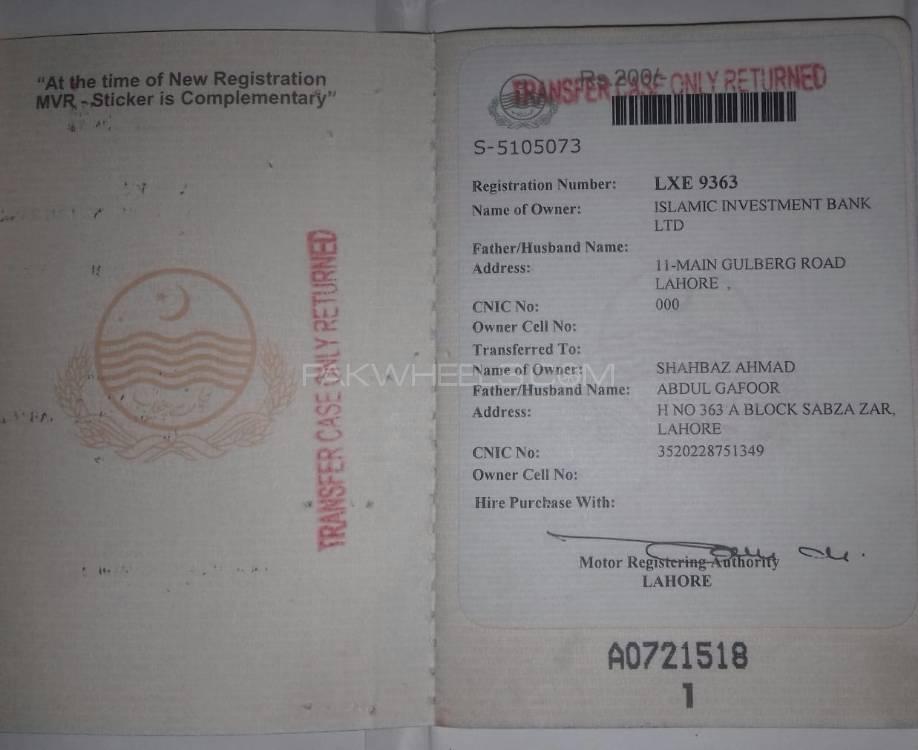 “At the time of New Registration
MVR - Sticker is Complementary”
TRANSFER CASE ONLY RETURNED
Rs 200/-
TRANSFER CASE ONLY RETURNED
S-5105073
Registration Number: LXE 9363
Name of Owner: ISLAMIC INVESTMENT BANK
LTD
Father/Husband Name:
Address: 11-MAIN GULBERG ROAD
LAHORE ,
CNIC No: 000
Owner Cell No:
Transferred To:
Name of Owner: SHAHBAZ AHMAD
Father/Husband Name: ABDUL GAFOOR
Address: H NO 363 A BLOCK SABZA ZAR,
LAHORE
CNIC No: 3520228751349
Owner Cell No:
Hire Purchase With:
Motor Registering Authority
LAHORE
A0721518
1
PAKWHEELS.COM